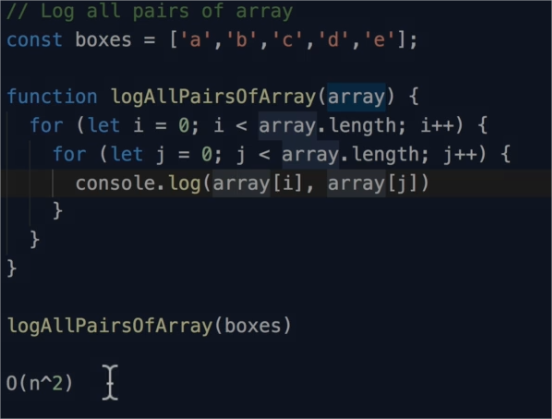 // Log all pairs of array
const boxes = ['a','b','c','d','e'];
function logAllPairsOfArray(array) {
for (let i = 0; i < array.length; i++) {
for (let j = 0; j < array.length; j++) {
console.log(array[i], array[j])
}
}
}
logAllPairsOfArray(boxes)
O(n^2)